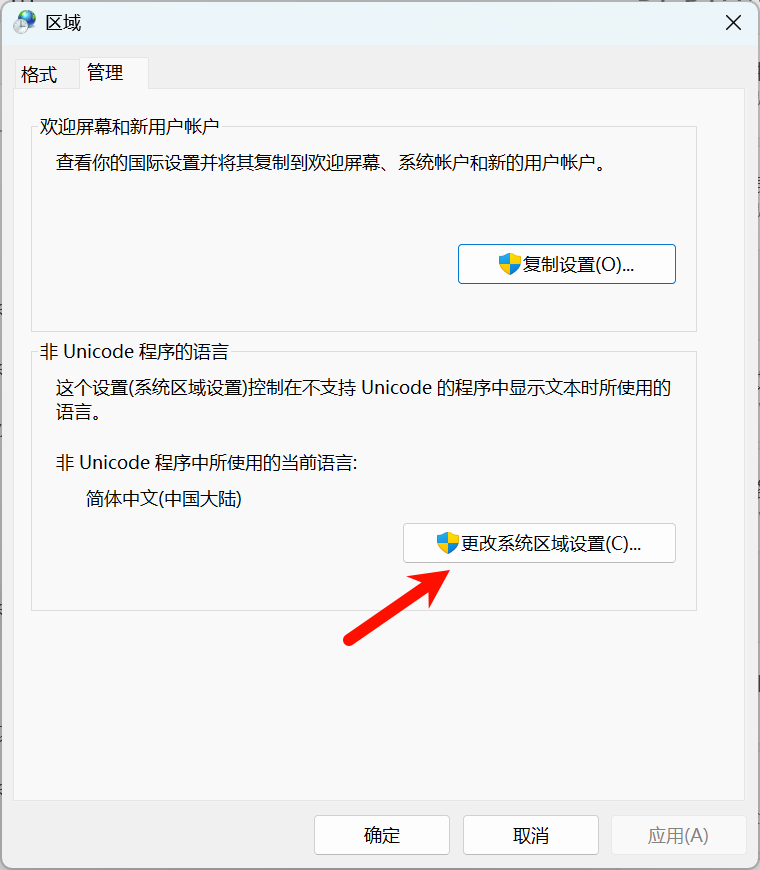 区域
格式
管理
欢迎屏幕和新用户帐户
查看你的国际设置并将其复制到欢迎屏幕、系统帐户和新的用户帐户。
复制设置(O)...
非 Unicode 程序的语言
这个设置(系统区域设置)控制在不支持 Unicode 的程序中显示文本时所使用的
语言。
非 Unicode 程序中所使用的当前语言:
简体中文(中国大陆)
更改系统区域设置(C)...
确定
取消
应用(A)